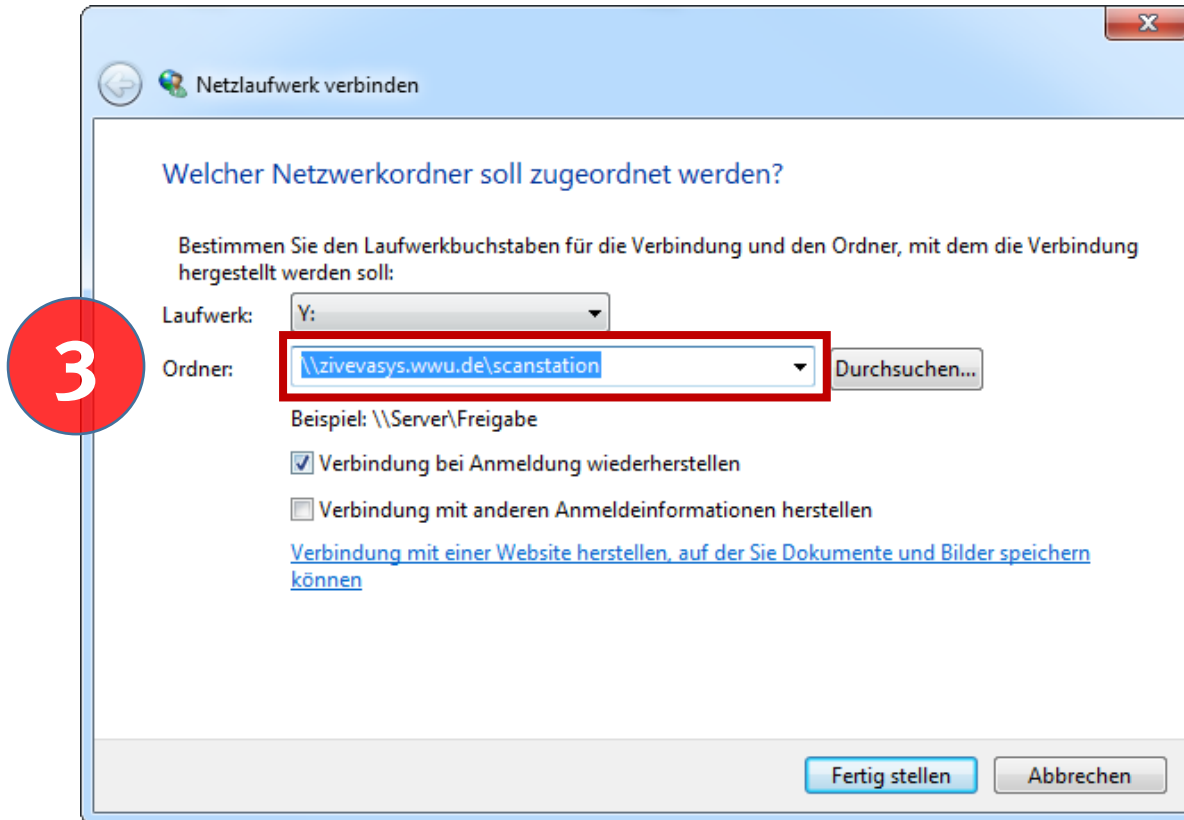 Netzlaufwerk verbinden
Welcher Netzwerkordner soll zugeordnet werden?
Bestimmen Sie den Laufwerkbuchstaben für die Verbindung und den Ordner, mit dem die Verbindung
hergestellt werden soll:
Laufwerk: Y:
3
Ordner: \\zivevasys.wwu.de\scanstation Durchsuchen...
Beispiel: \\Server\Freigabe
Verbindung bei Anmeldung wiederherstellen
Verbindung mit anderen Anmeldeinformationen herstellen
Verbindung mit einer Website herstellen, auf der Sie Dokumente und Bilder speichern
können
Fertig stellen Abbrechen